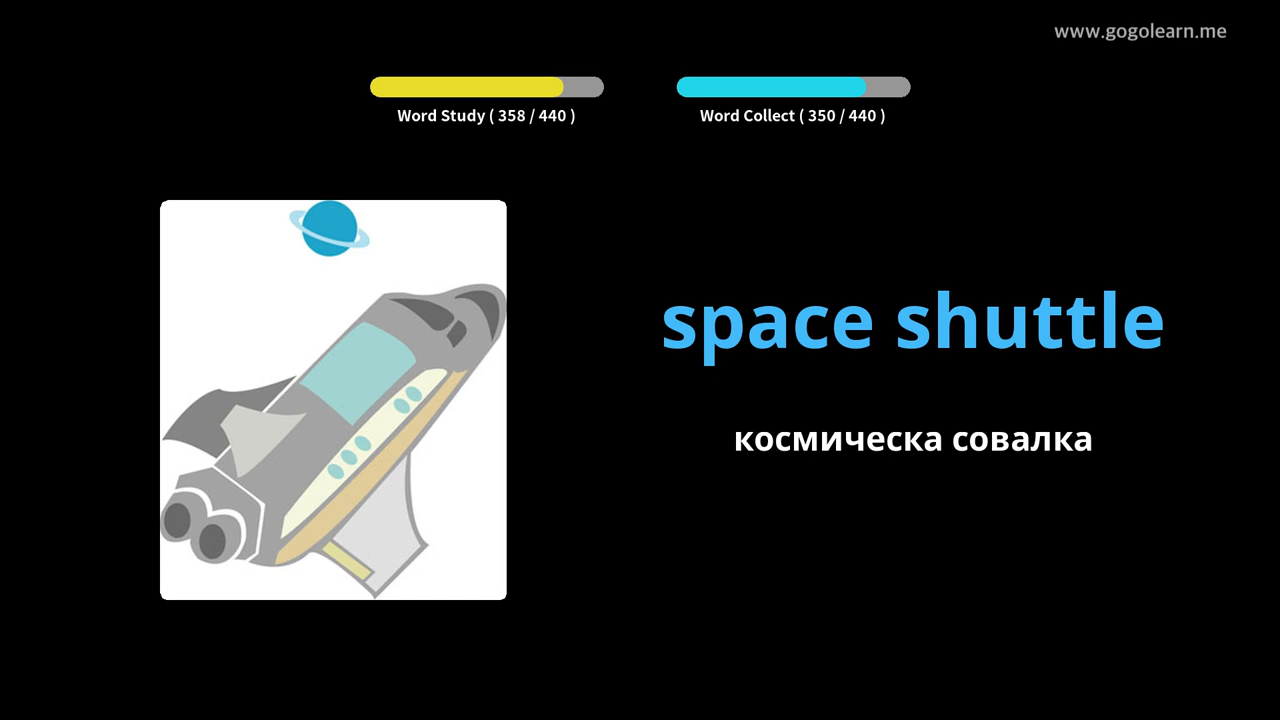 www.gogolearn.me
Word Study ( 358 / 440 )
Word Collect ( 350 / 440 )
space shuttle
космическа совалка